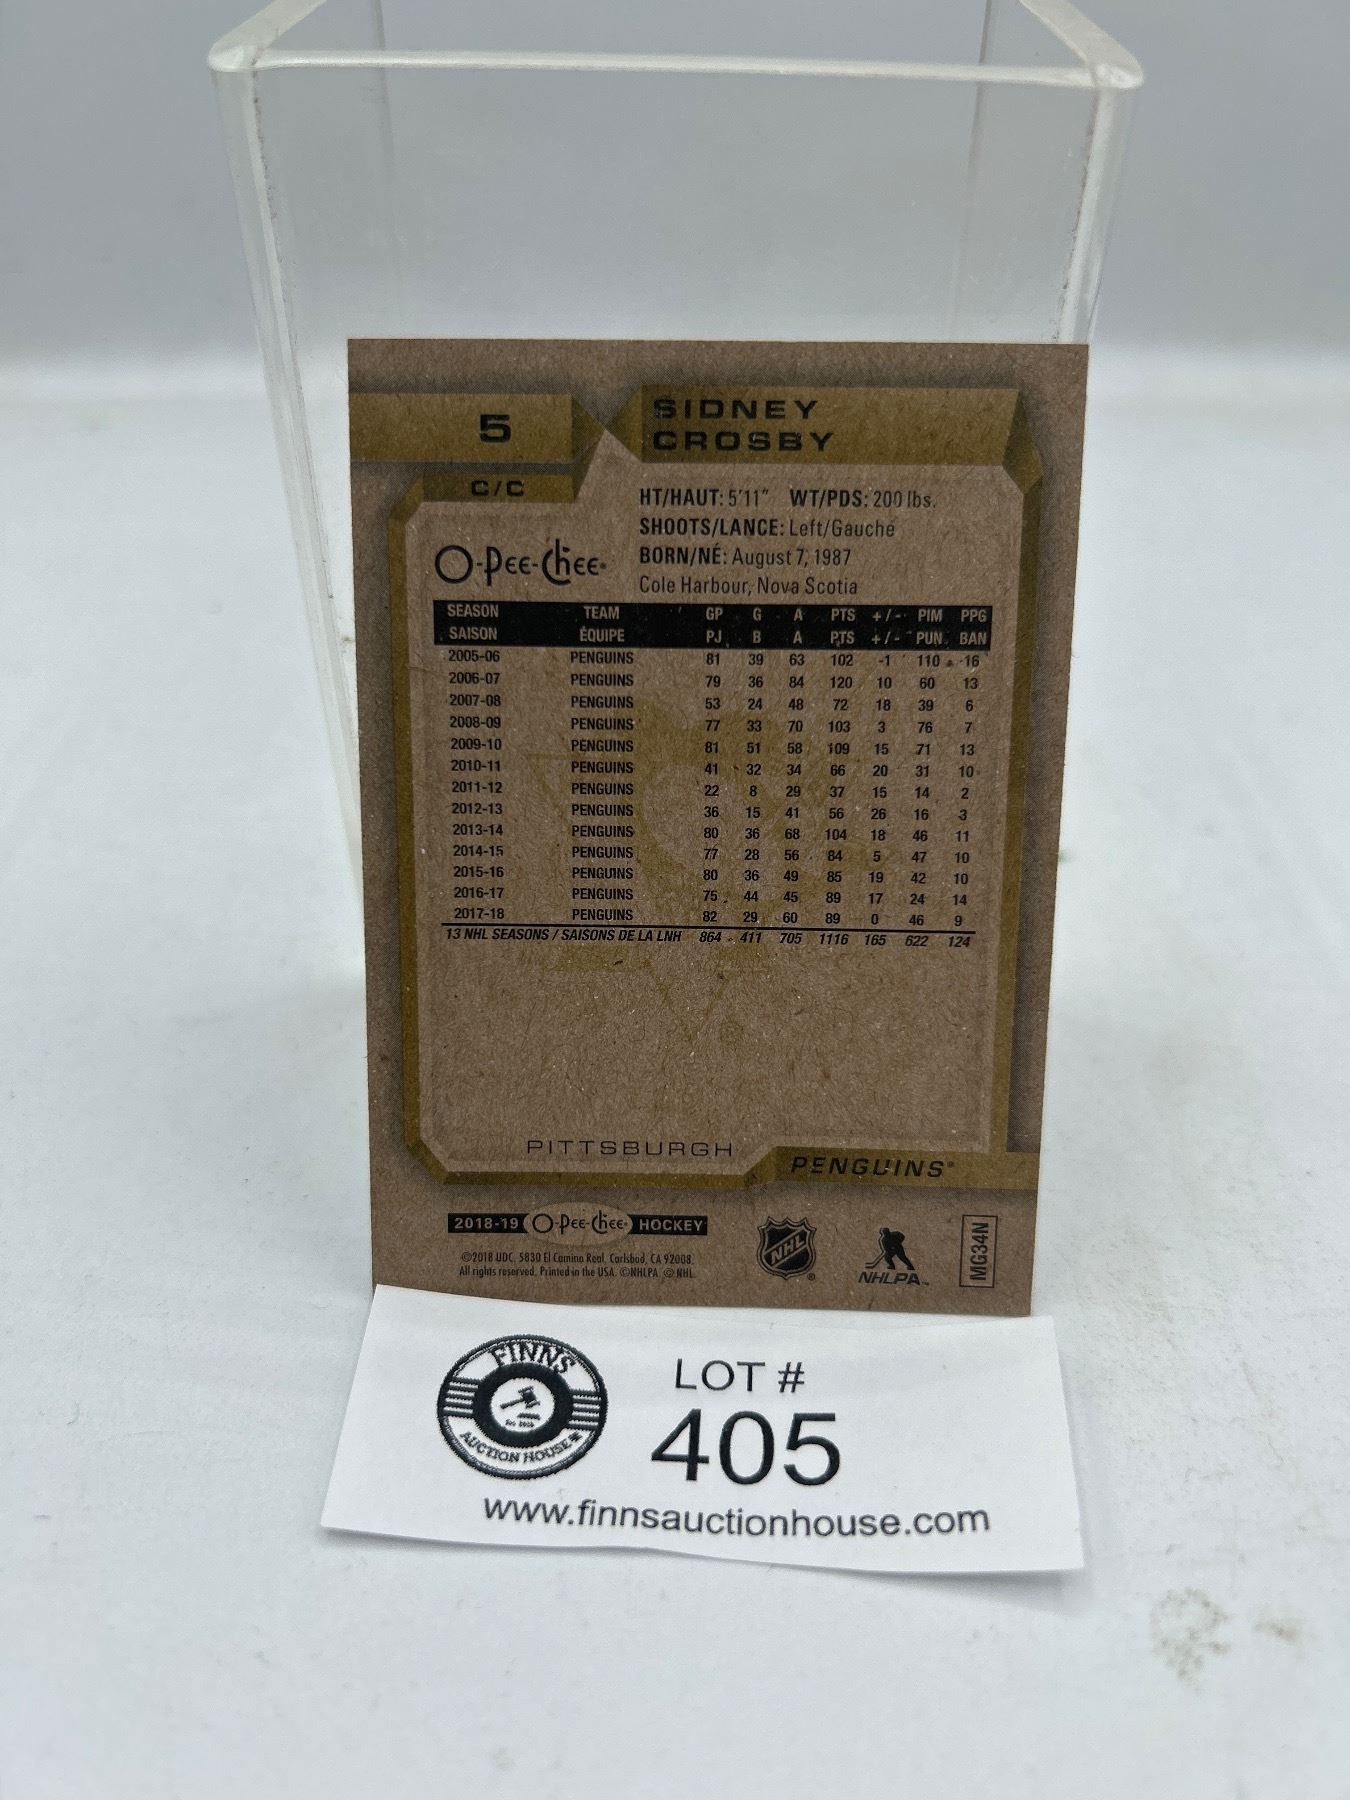 5
SIDNEY
CROSBY
C/C
HT/HAUT: 5'11" WT/PDS: 200 lbs.
SHOOTS/LANCE: Left/Gauche
BORN/NÉ: August 7, 1987
Cole Harbour, Nova Scotia
O-Pee-Chee
SEASON TEAM GP G A PTS +/- PIM PPG
SAISON ÉQUIPE PJ B A PTS +/- PUN BAN
2005-06 PENGUINS 81 39 63 102 -1 110 16
2006-07 PENGUINS 79 36 84 120 10 60 13
2007-08 PENGUINS 53 24 48 72 18 39 6
2008-09 PENGUINS 77 33 70 103 3 76 7
2009-10 PENGUINS 81 51 58 109 15 71 13
2010-11 PENGUINS 41 32 34 66 20 31 10
2011-12 PENGUINS 22 8 29 37 15 14 2
2012-13 PENGUINS 36 15 41 56 26 16 3
2013-14 PENGUINS 80 36 68 104 18 46 11
2014-15 PENGUINS 77 28 56 84 5 47 10
2015-16 PENGUINS 80 36 49 85 19 42 10
2016-17 PENGUINS 75 44 45 89 17 24 14
2017-18 PENGUINS 82 29 60 89 0 46 9
13 NHL SEASONS / SAISONS DE LA LNH 864 411 705 1116 165 622 124
PITTSBURGH
PENGUINS
2018-19 O-Pee-Chee HOCKEY
©2018 UDC. 5830 El Camino Real, Carlsbad, CA 92008.
All rights reserved. Printed in the USA. ©NHLPA ©NHL
NHL
NHLPA
MG34N
FINNS
AUCTION HOUSE
LOT #
405
www.finnsauctionhouse.com